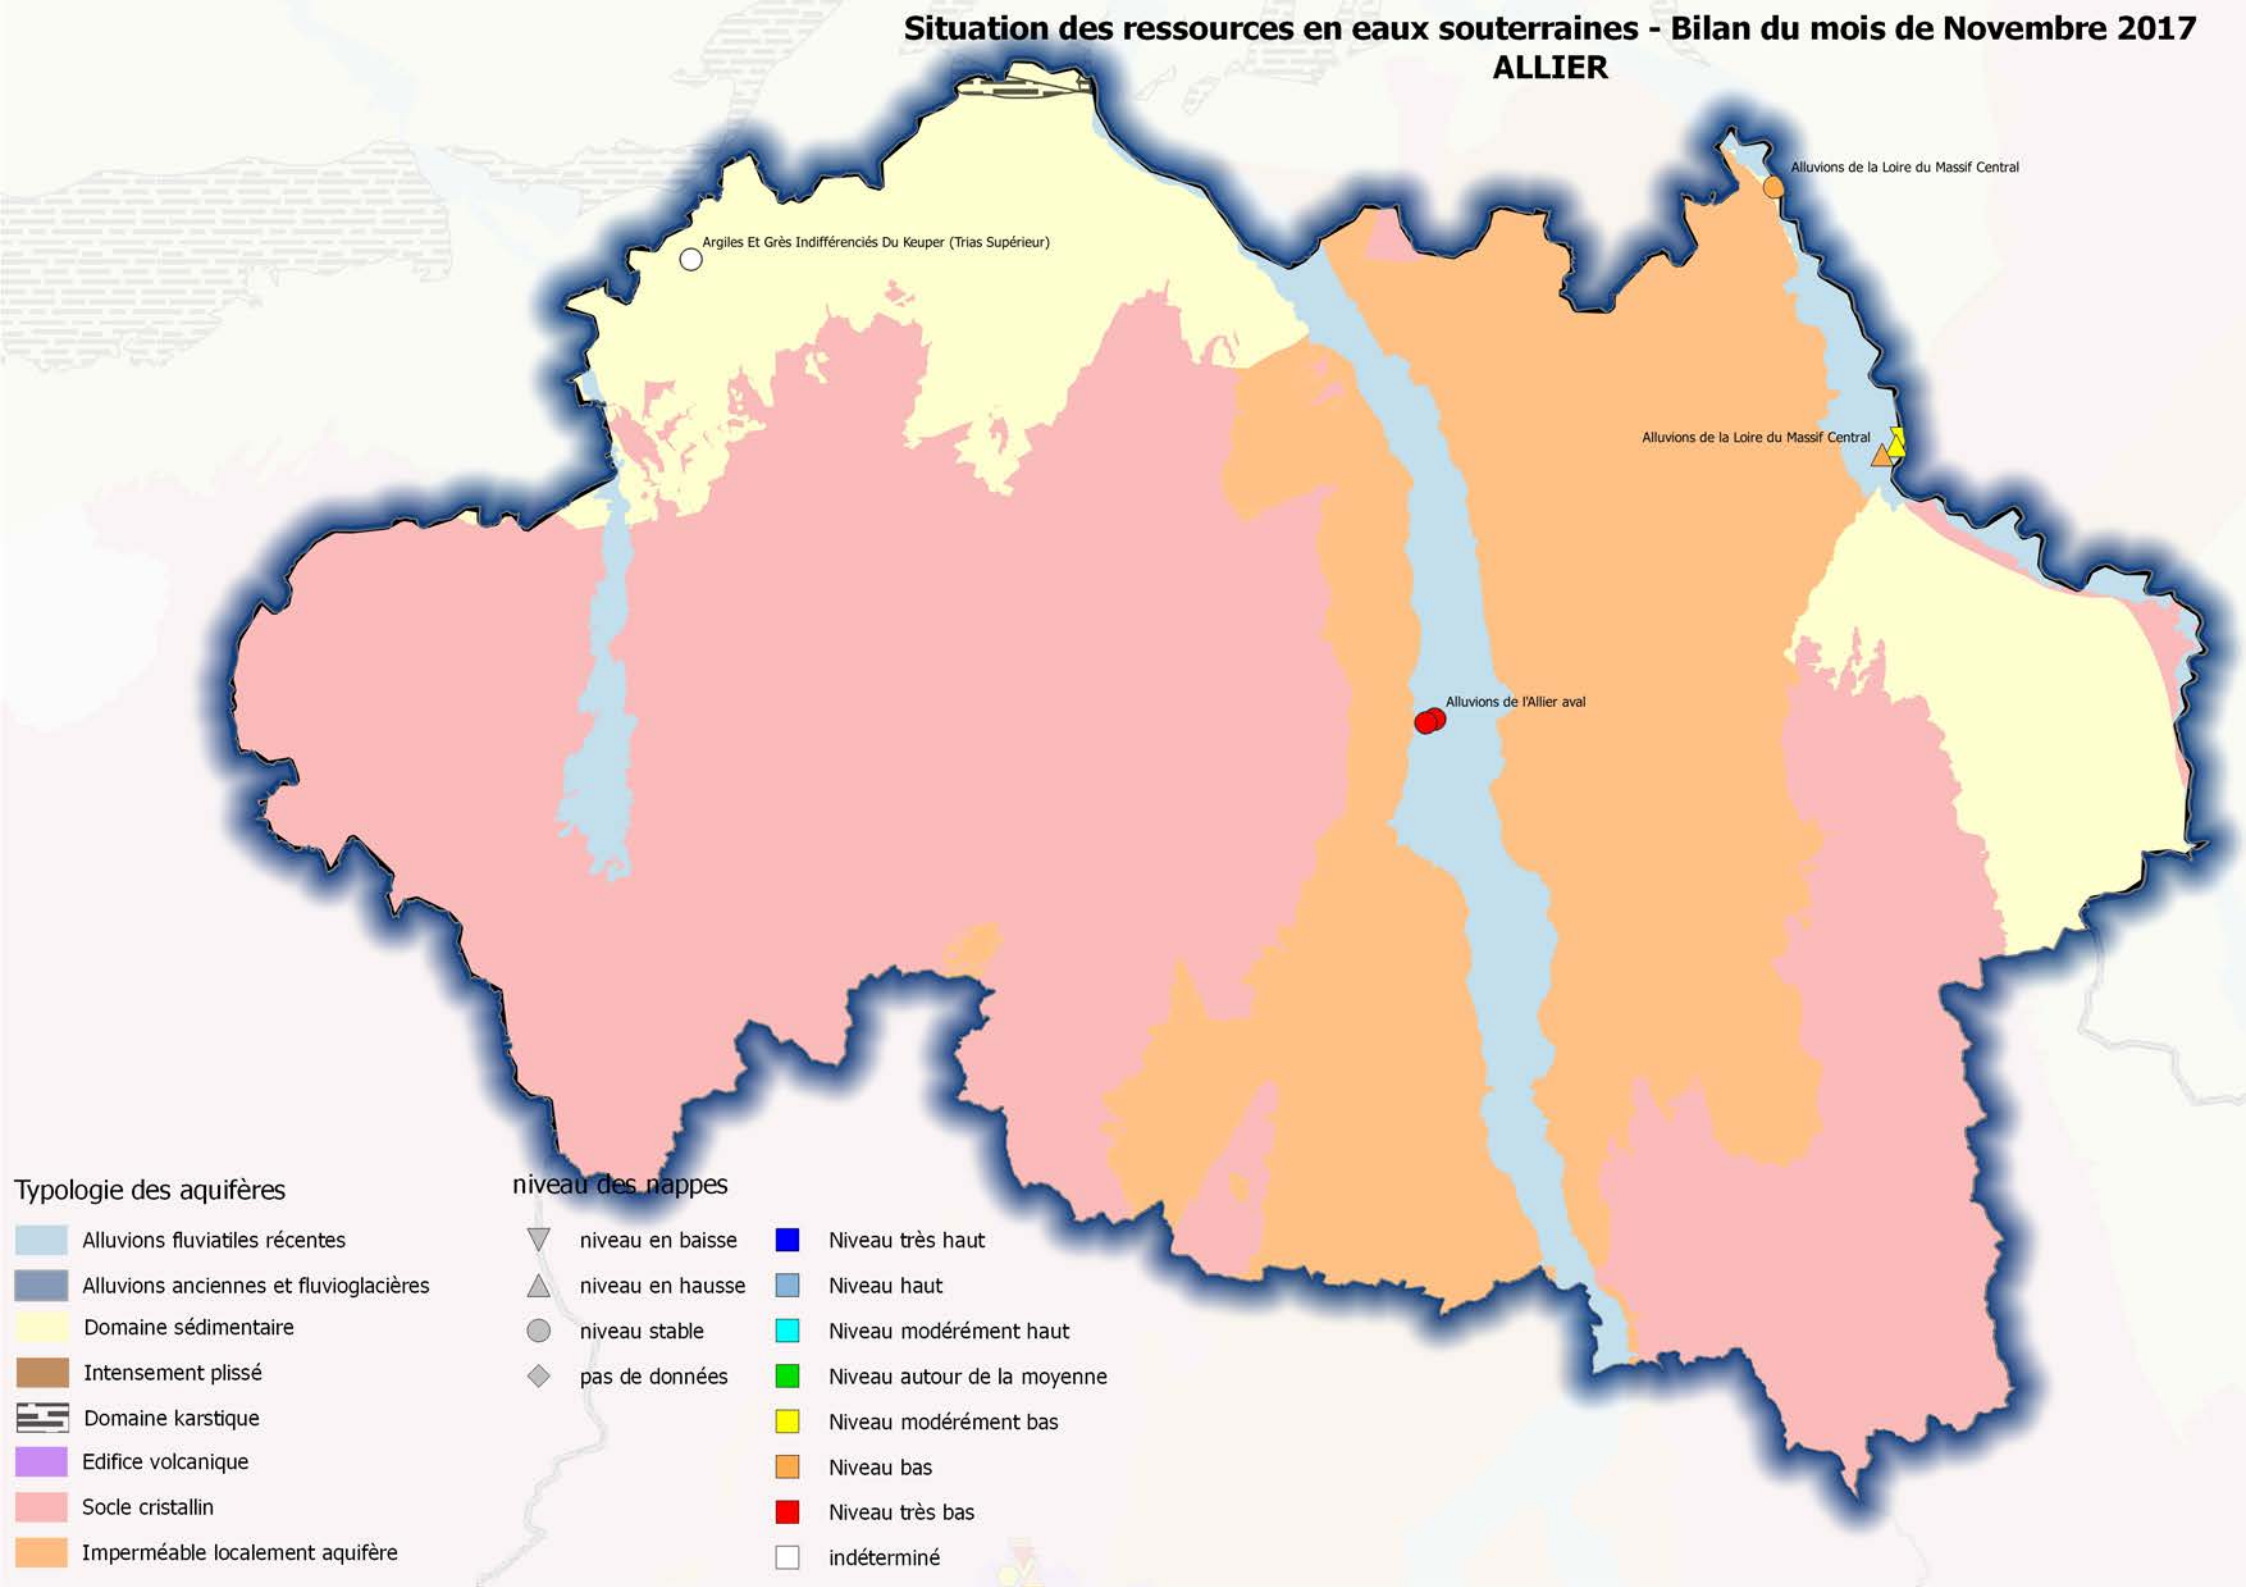 Situation des ressources en eaux souterraines - Bilan du mois de Novembre 2017
ALLIER
Alluvions de la Loire du Massif Central
Argiles Et Grès Indifférenciés Du Keuper (Trias Supérieur)
Alluvions de la Loire du Massif Central
Alluvions de l'Allier aval
Typologie des aquifères
Alluvions fluviatiles récentes
Alluvions anciennes et fluvioglacières
Domaine sédimentaire
Intensement plissé
Domaine karstique
Edifice volcanique
Socle cristallin
Imperméable localement aquifère
niveau des nappes
niveau en baisse
niveau en hausse
niveau stable
pas de données
Niveau très haut
Niveau haut
Niveau modérément haut
Niveau autour de la moyenne
Niveau modérément bas
Niveau bas
Niveau très bas
indéterminé